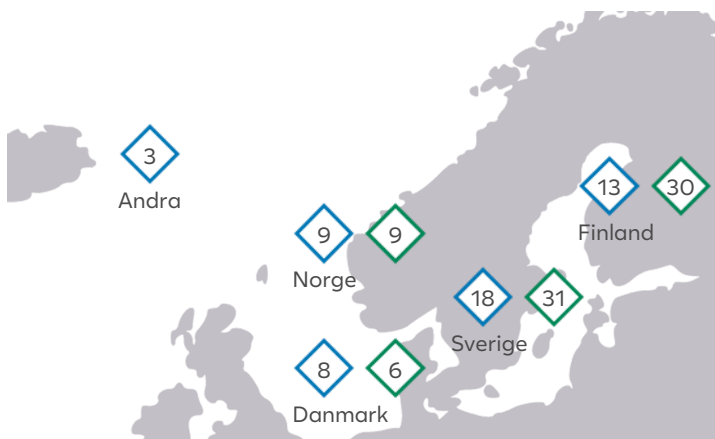 3
Andra
13 30
Finland
9 9
Norge
18 31
Sverige
8 6
Danmark